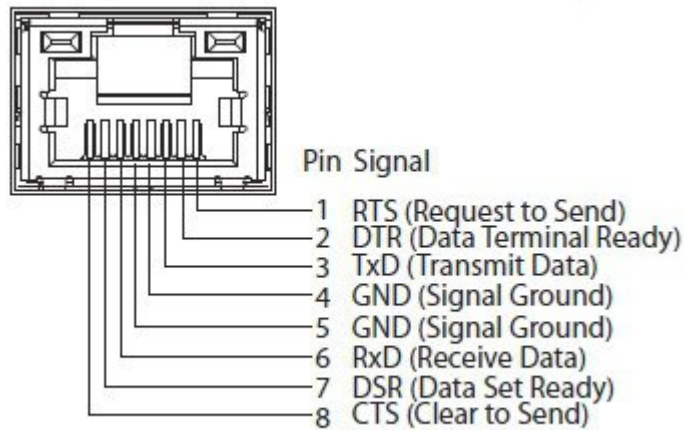 Pin Signal
1 RTS (Request to Send)
2 DTR (Data Terminal Ready)
3 TxD (Transmit Data)
4 GND (Signal Ground)
5 GND (Signal Ground)
6 RxD (Receive Data)
7 DSR (Data Set Ready)
8 CTS (Clear to Send)